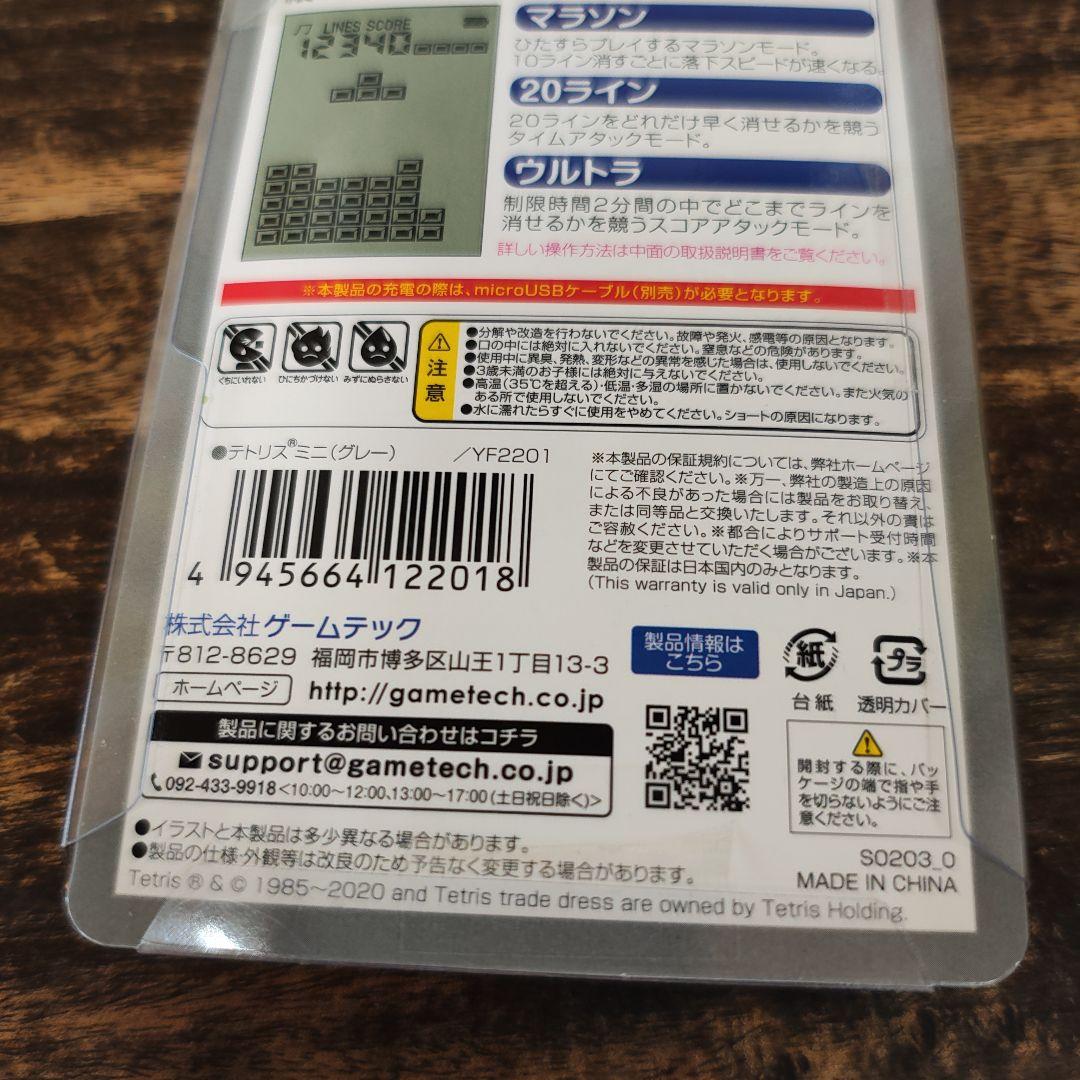 LINES SCORE
12340
マラソン
ひたすらプレイするマラソンモード。
10ライン消すごとに落下スピードが速くなる。
20ライン
20ラインをどれだけ早く消せるかを競う
タイムアタックモード。
ウルトラ
制限時間2分間の中でどこまでラインを
消せるかを競うスコアアタックモード。
詳しい操作方法は中面の取扱説明書をご覧ください。
※本製品の充電の際は、microUSBケーブル(別売)が必要となります。
くちにいれない
ひにちかづけない
みずにぬらさない
注意
●分解や改造を行わないでください。故障や発火、感電等の原因となります。
●口の中には絶対に入れないでください。窒息などの危険があります。
●使用中に異臭、発熱、変形などの異常を感じた場合は、使用しないでください。
●3歳未満のお子様には絶対に与えないでください。
●高温(35℃を超える)・低温・多湿の場所に置かないでください。また火気の
ある所で使用しないでください。
●水に濡れたらすぐに使用をやめてください。ショートの原因になります。
●テトリス®ミニ(グレー) /YF2201
4 945664 122018
※本製品の保証規約については、弊社ホームページ
にてご確認ください。※万一、弊社の製造上の原因
による不良があった場合には製品をお取り替え、
または同等品と交換いたします。それ以外の責は
ご容赦ください。※都合によりサポート受付時間
などを変更させていただく場合がございます。※本
製品の保証は日本国内のみとなります。
(This warranty is valid only in Japan.)
株式会社ゲームテック
〒812-8629 福岡市博多区山王1丁目13-3
ホームページ http://gametech.co.jp
製品に関するお問い合わせはコチラ
support@gametech.co.jp
092-433-9918<10:00~12:00、13:00~17:00(土日祝日除く)>
製品情報は
こちら
紙
台紙
プラ
透明カバー
開封する際に、パッ
ケージの端で指や手
を切らないようにご注
意ください。
●イラストと本製品は多少異なる場合があります。
●製品の仕様・外観等は改良のため予告なく変更する場合があります。
S0203_0
MADE IN CHINA
Tetris ® & © 1985~2020 and Tetris trade dress are owned by Tetris Holding.